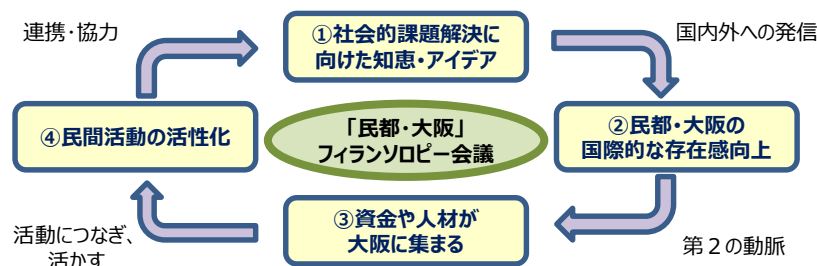 連携・協力
①社会的課題解決に
向けた知恵・アイデア
国内外への発信
④民間活動の活性化
「民都・大阪」
フィランソロピー会議
②民都・大阪の
国際的な存在感向上
③資金や人材が
大阪に集まる
活動につなぎ、
活かす
第２の動脈